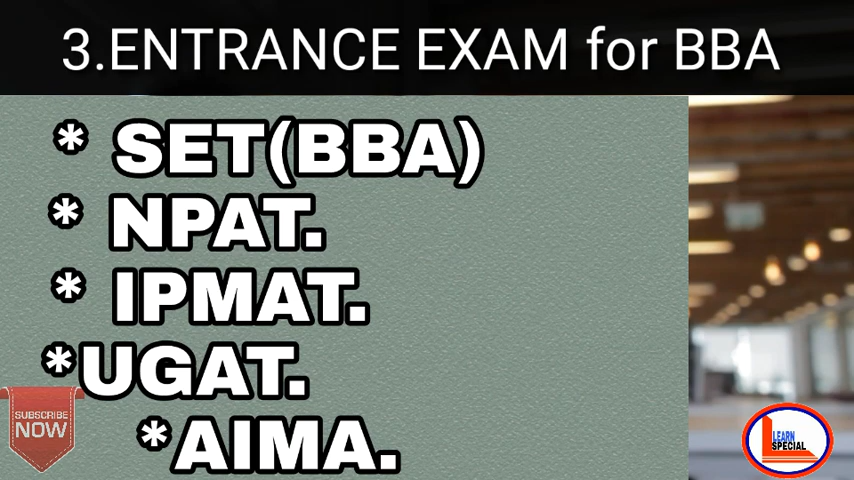 3.ENTRANCE EXAM for BBA
* SET(BBA)
* NPAT.
* IPMAT.
*UGAT.
*AIMA.
SUBSCRIBE
NOW
LEARN
SPECIAL